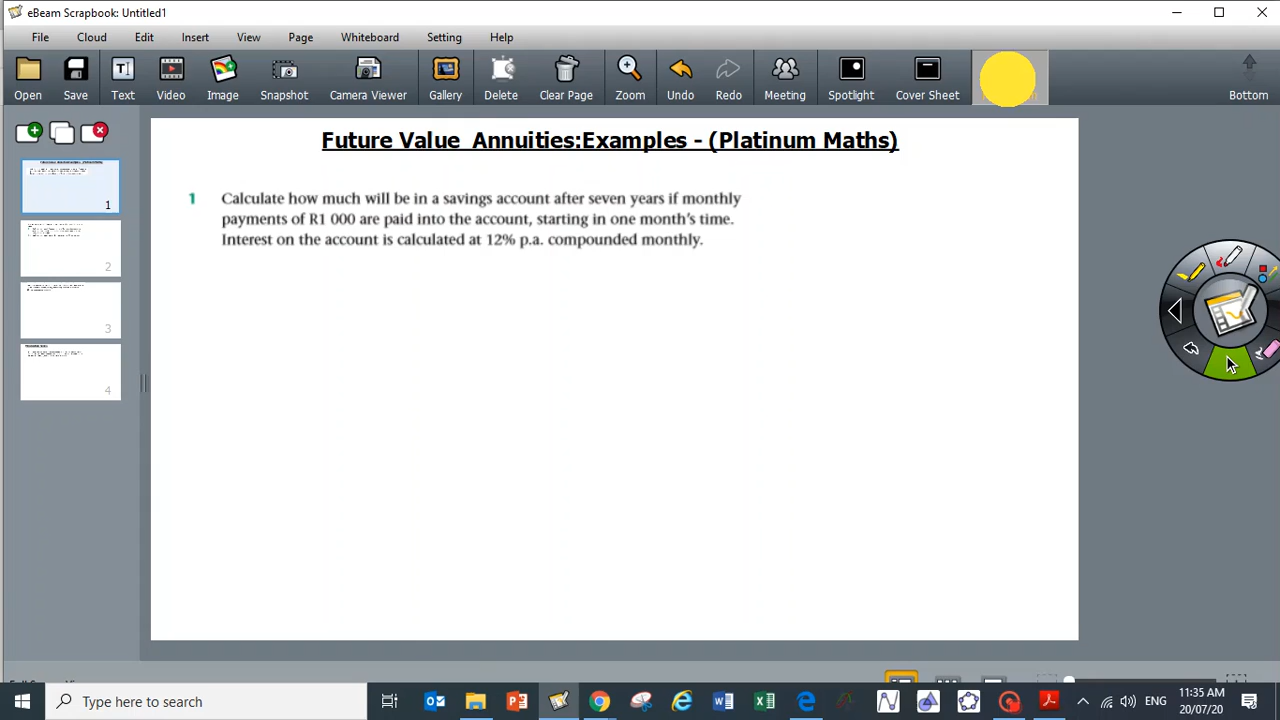 eBeam Scrapbook: Untitled1
File Cloud Edit Insert View Page Whiteboard Setting Help
Open Save Text Video Image Snapshot Camera Viewer Gallery Delete Clear Page Zoom Undo Redo Meeting Spotlight Cover Sheet Bottom
Future Value Annuities:Examples - (Platinum Maths)
1 Calculate how much will be in a savings account after seven years if monthly
payments of R1 000 are paid into the account, starting in one month's time.
Interest on the account is calculated at 12% p.a. compounded monthly.
1
2
3
4
Type here to search
ENG
11:35 AM
20/07/20